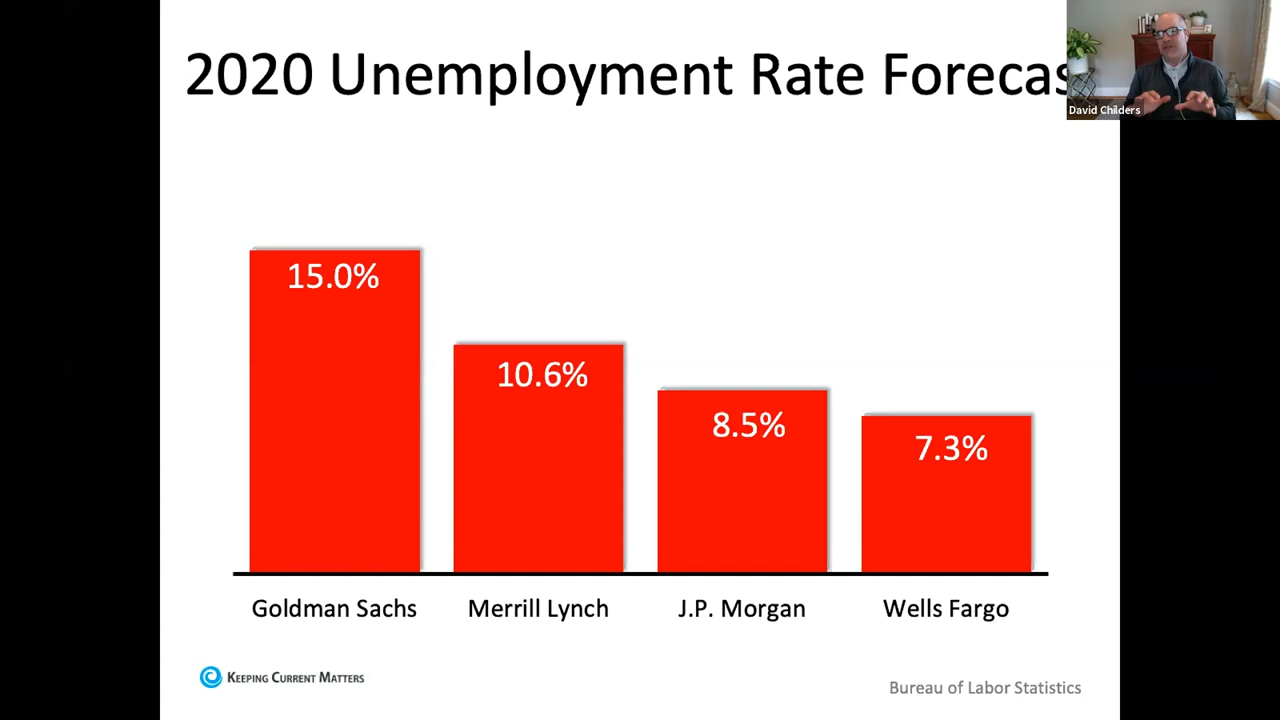 2020 Unemployment Rate Forecas
David Childers
15.0%
10.6%
8.5%
7.3%
Goldman Sachs
Merrill Lynch
J.P. Morgan
Wells Fargo
KEEPING CURRENT MATTERS
Bureau of Labor Statistics